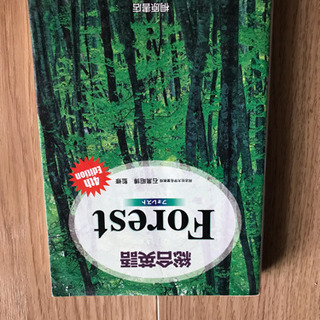 総合英語
Forest
フォレスト
石黒昭博 監修
4th
Edition
桐原書店